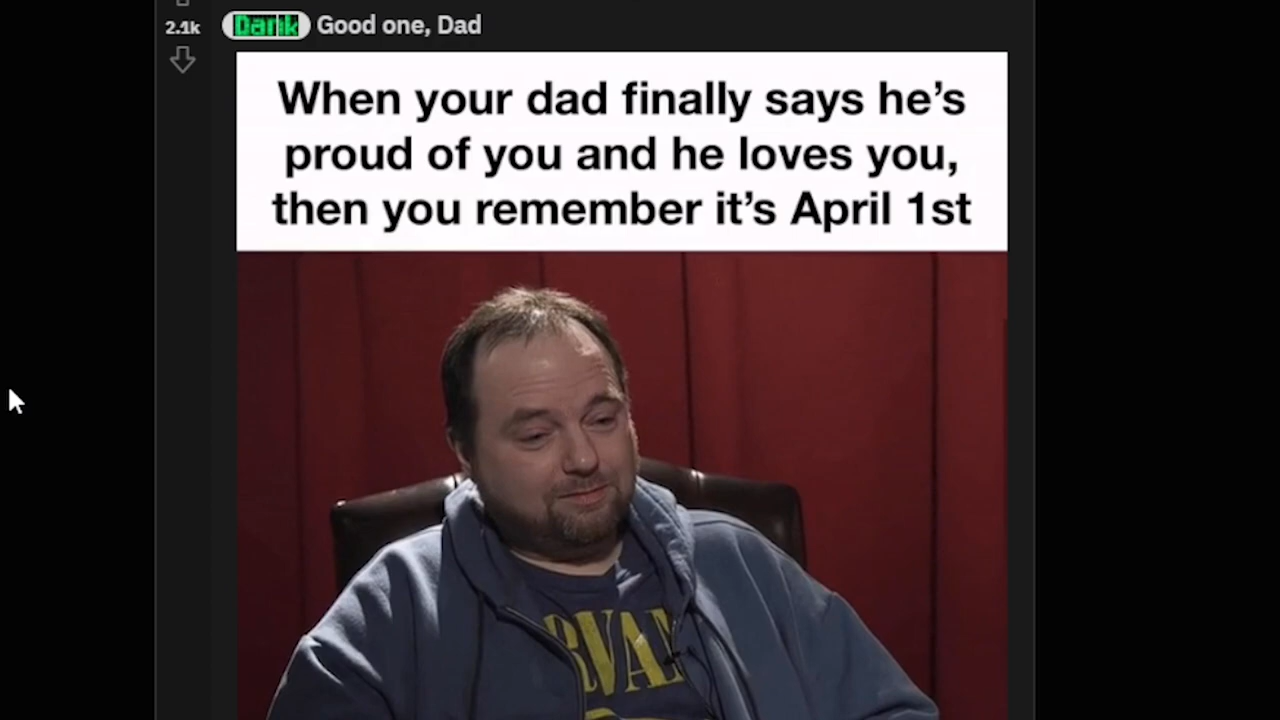 2.1k
Dank Good one, Dad
When your dad finally says he's
proud of you and he loves you,
then you remember it's April 1st
RVAN